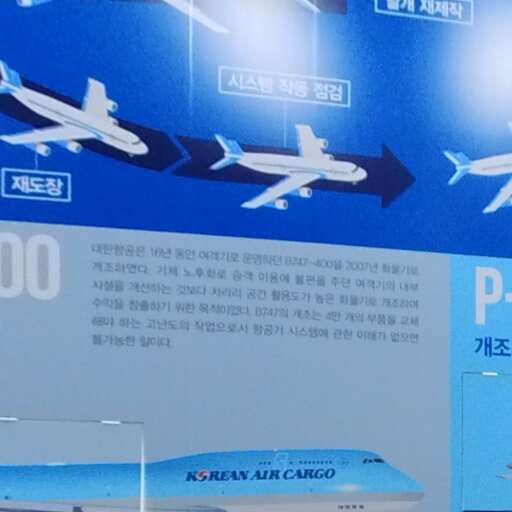 날개 재제작
시스템 작동 점검
재도장
00
대한항공은 16년 동안 여객기로 운영하던 B747-400을 2007년 화물기로
개조하였다. 기체 노후화로 승객 이용에 불편을 주던 여객기의 내부
시설을 개선하는 것보다 차라리 공간 활용도가 높은 화물기로 개조하여
수익을 창출하기 위한 목적이었다. B747의 개조는 4만 개의 부품을 교체
해야 하는 고난도의 작업으로서 항공기 시스템에 관한 이해가 없으면
불가능한 일이다.
P-
개조
KOREAN AIR CARGO